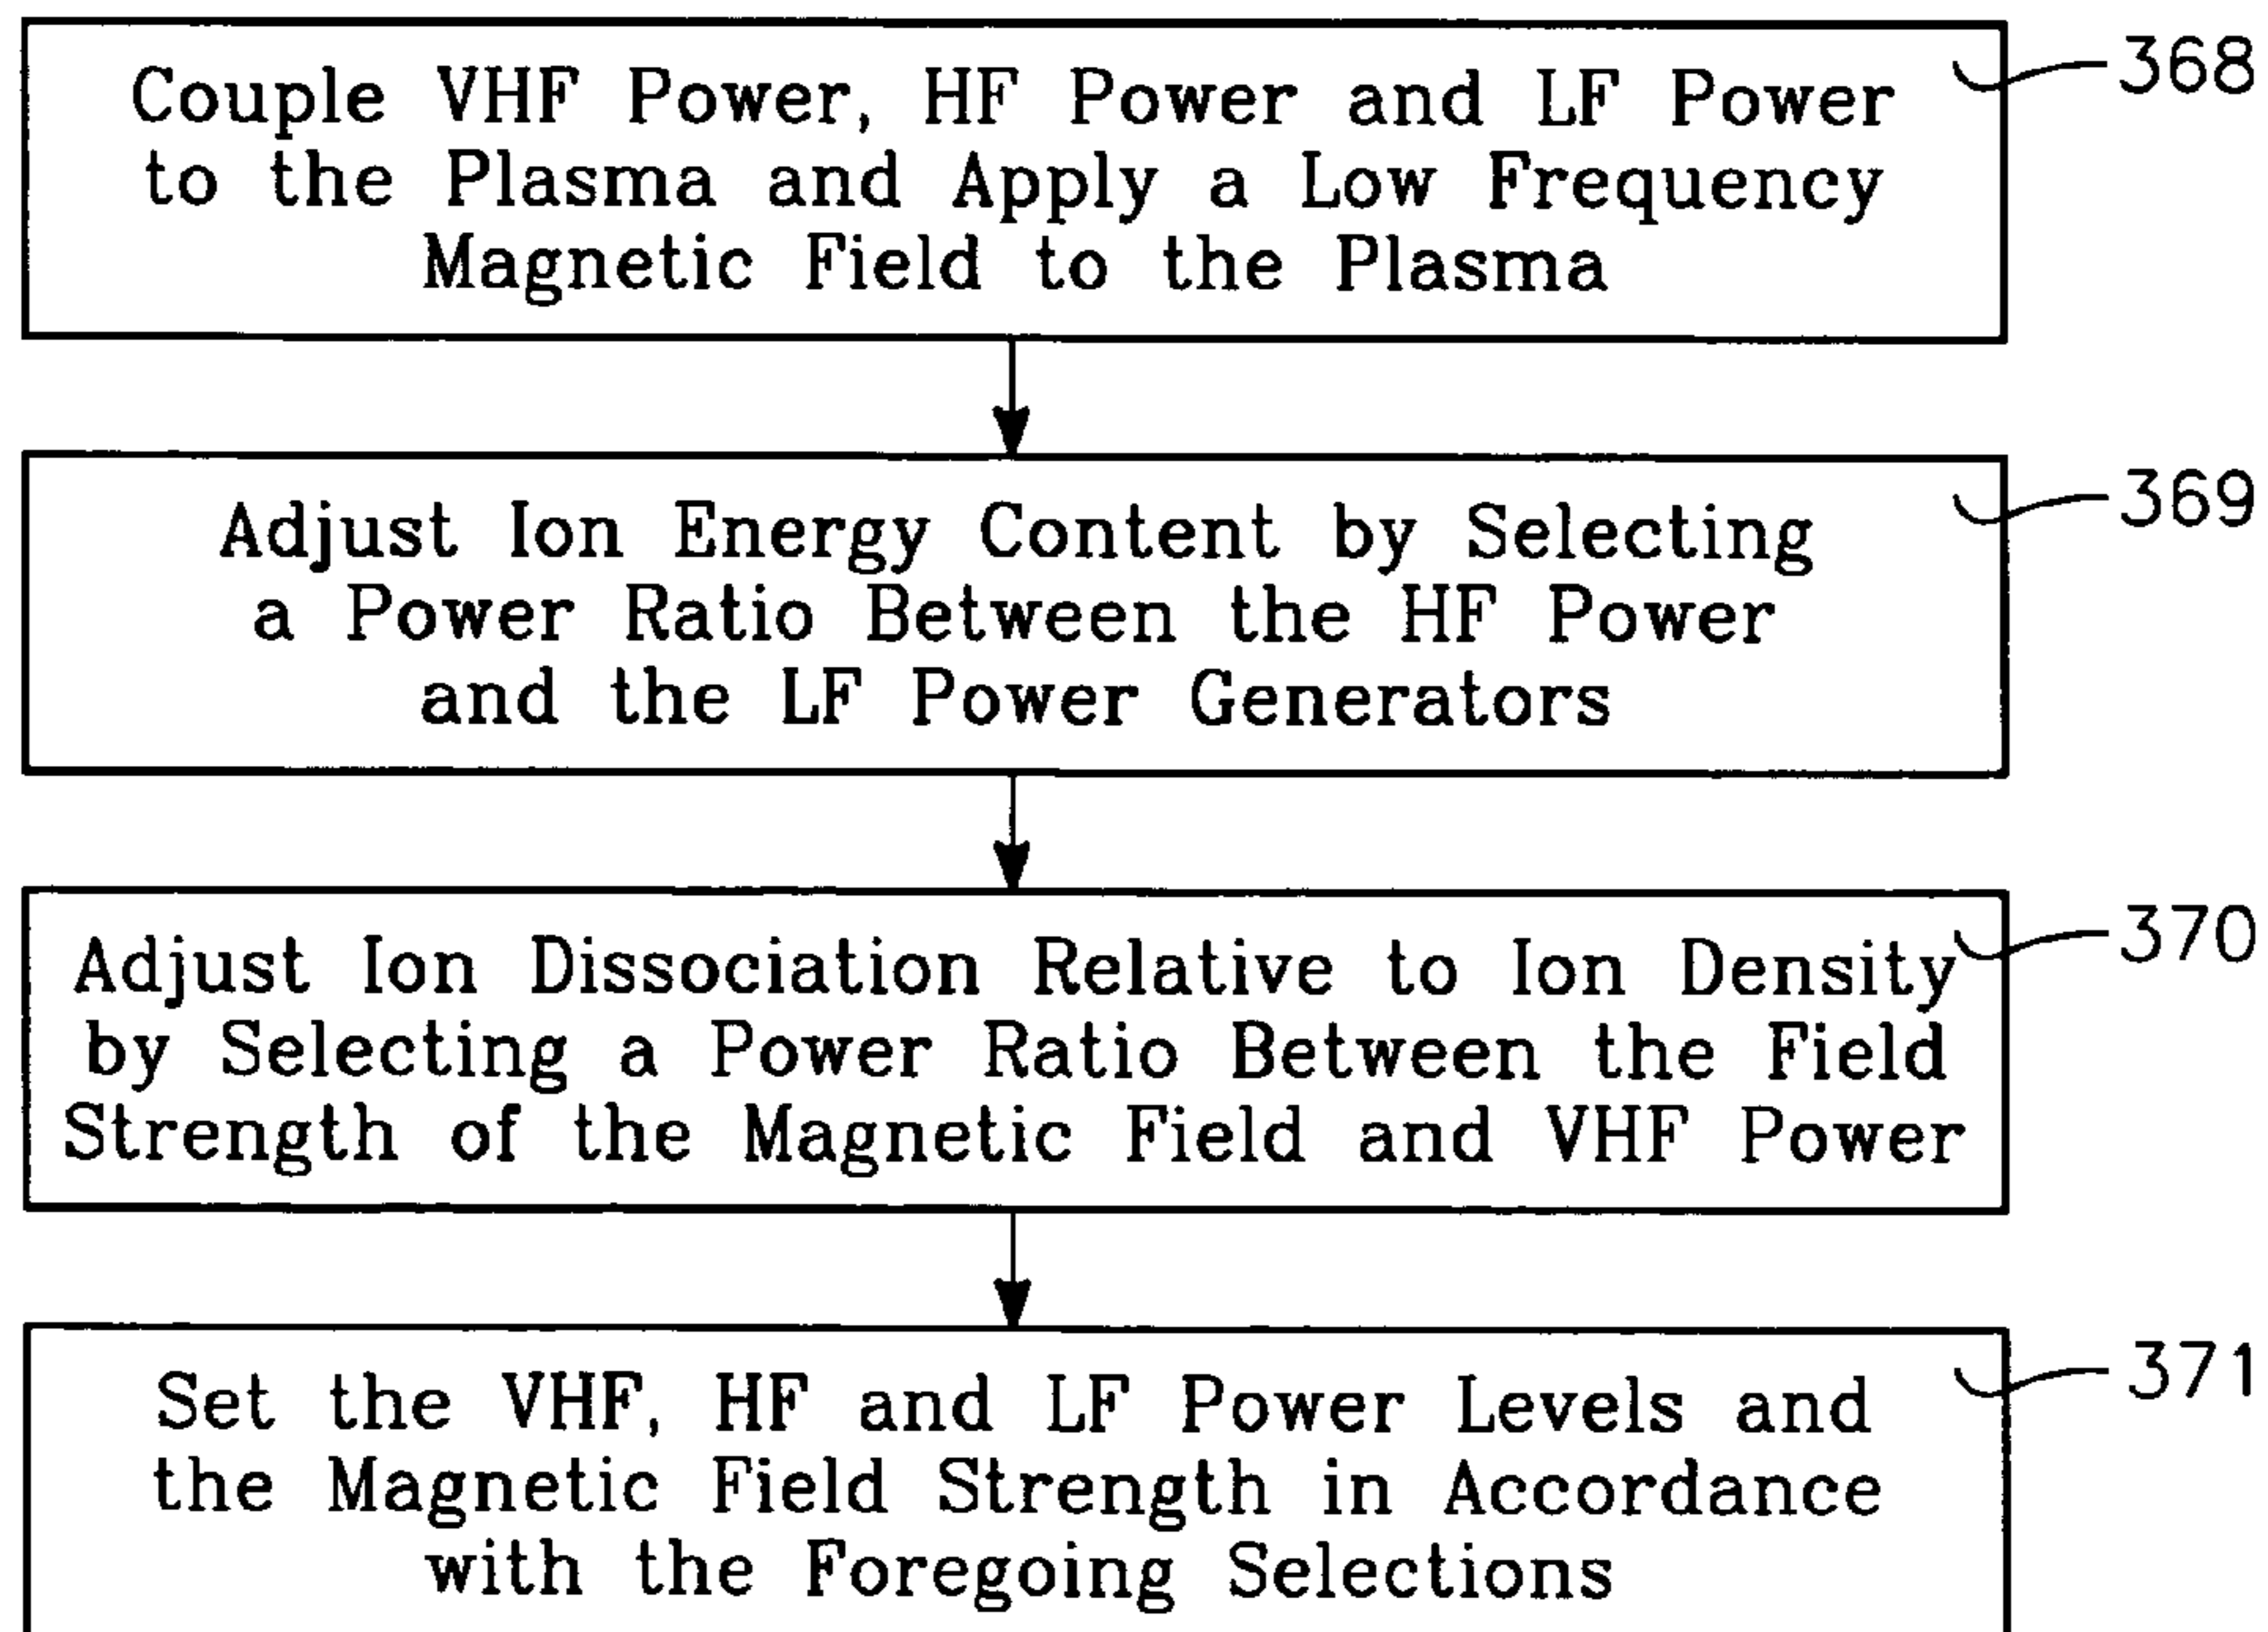 Couple VHF Power, HF Power and LF Power
to the Plasma and Apply a Low Frequency
Magnetic Field to the Plasma
368
Adjust Ion Energy Content by Selecting
a Power Ratio Between the HF Power
and the LF Power Generators
369
Adjust Ion Dissociation Relative to Ion Density
by Selecting a Power Ratio Between the Field
Strength of the Magnetic Field and VHF Power
370
Set the VHF, HF and LF Power Levels and
the Magnetic Field Strength in Accordance
with the Foregoing Selections
371